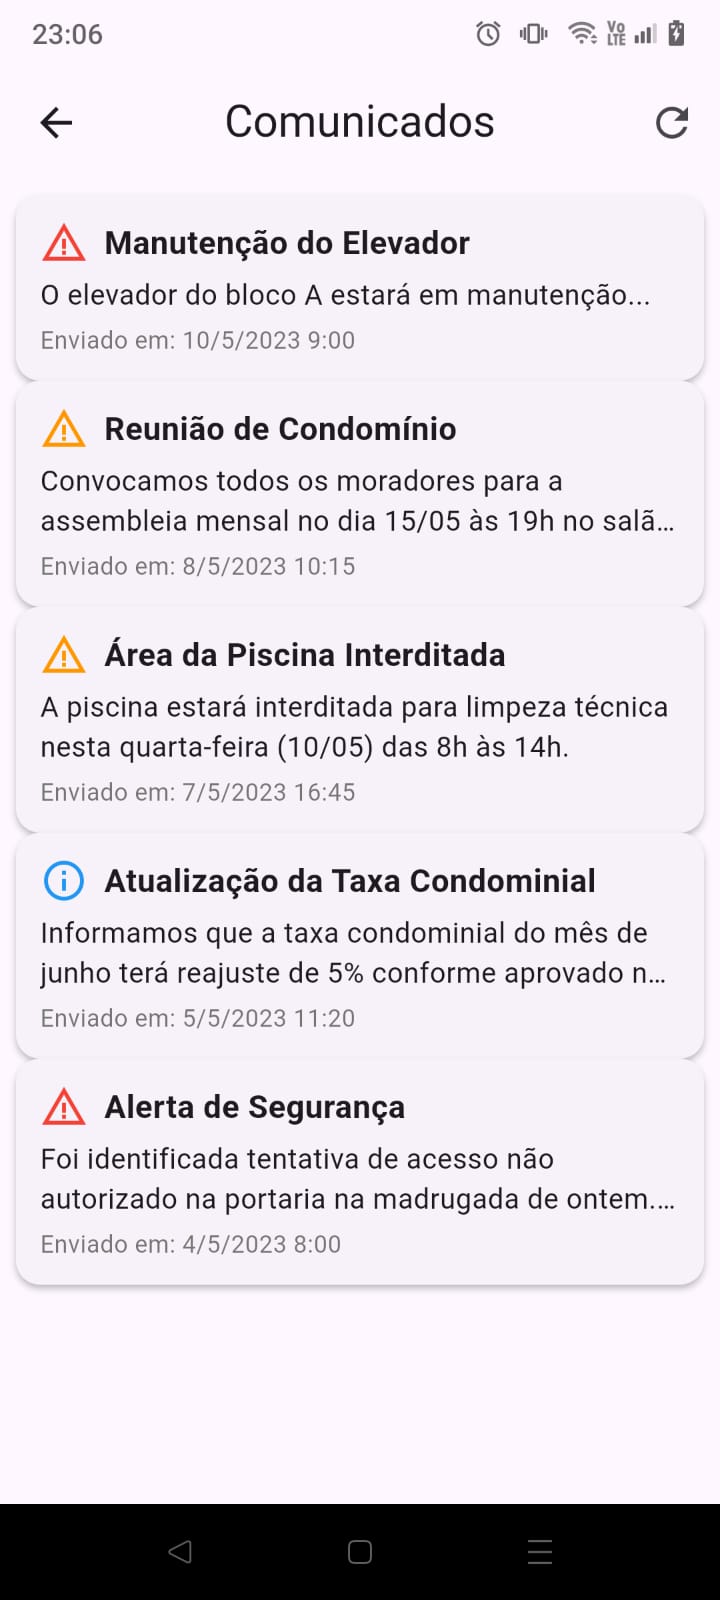 23:06
Vo
LTE
Comunicados
Manutenção do Elevador
O elevador do bloco A estará em manutenção...
Enviado em: 10/5/2023 9:00
Reunião de Condomínio
Convocamos todos os moradores para a
assembleia mensal no dia 15/05 às 19h no salã...
Enviado em: 8/5/2023 10:15
Área da Piscina Interditada
A piscina estará interditada para limpeza técnica
nesta quarta-feira (10/05) das 8h às 14h.
Enviado em: 7/5/2023 16:45
Atualização da Taxa Condominial
Informamos que a taxa condominial do mês de
junho terá reajuste de 5% conforme aprovado n...
Enviado em: 5/5/2023 11:20
Alerta de Segurança
Foi identificada tentativa de acesso não
autorizado na portaria na madrugada de ontem....
Enviado em: 4/5/2023 8:00